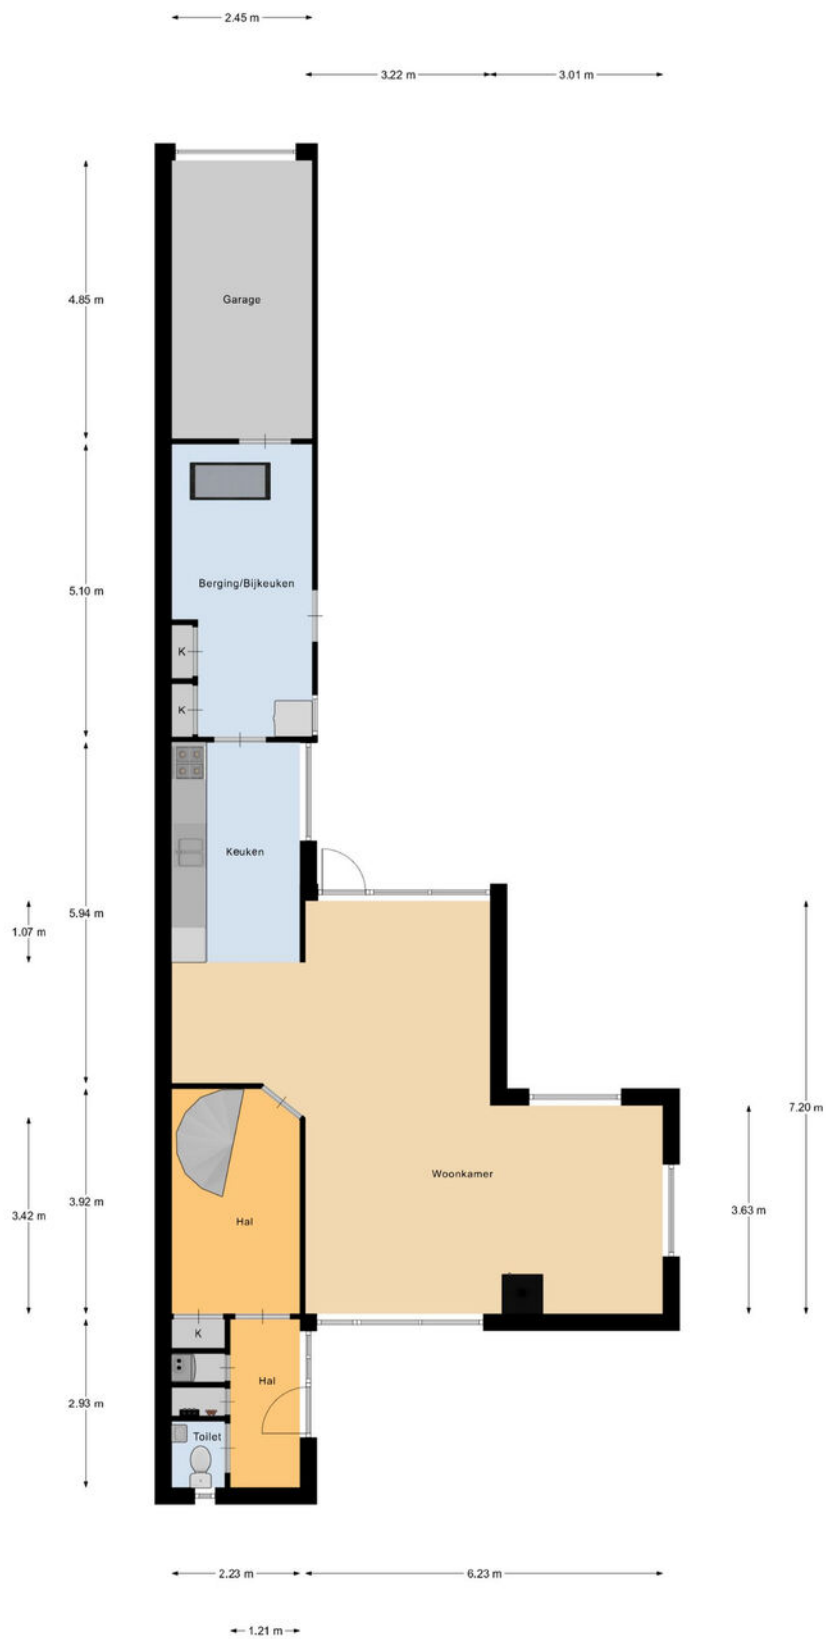 2.45 m
3.22 m
3.01 m
4.85 m
Garage
5.10 m
Berging/Bijkeuken
K
K
Keuken
5.94 m
1.07 m
7.20 m
Woonkamer
3.92 m
3.42 m
3.63 m
Hal
K
Hal
2.93 m
Toilet
2.23 m
6.23 m
1.21 m